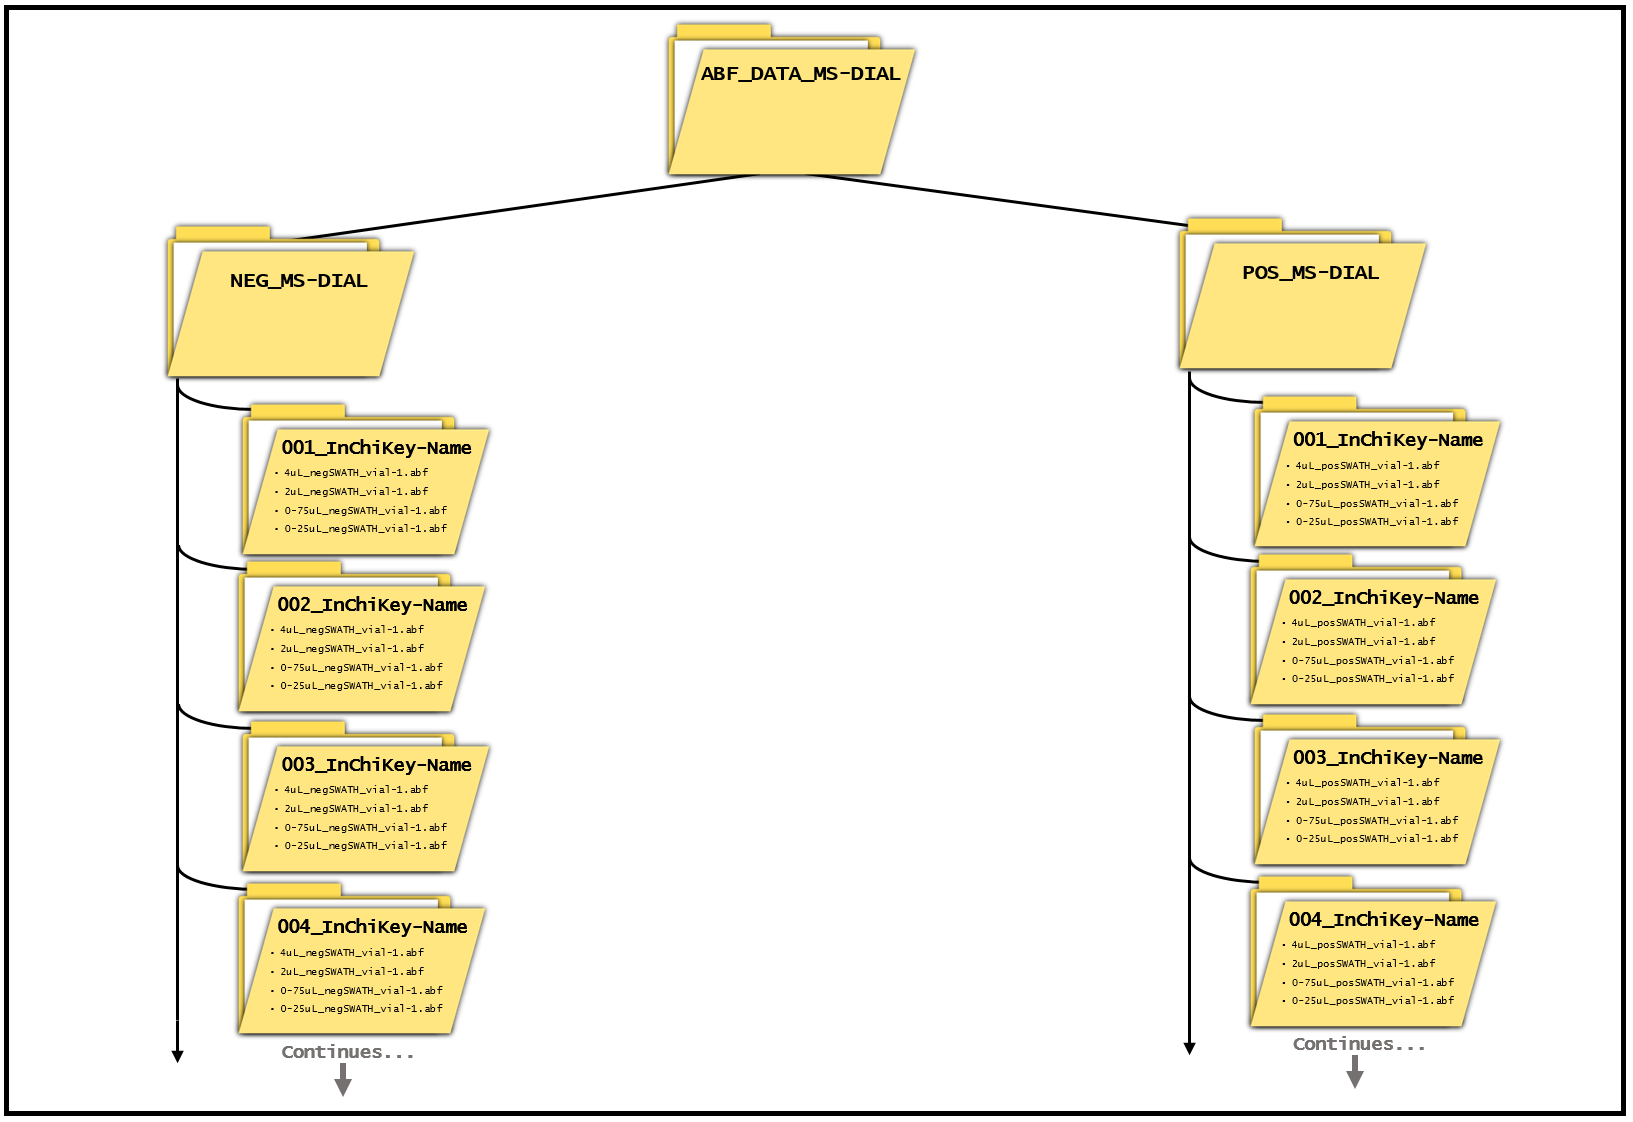 ABF_DATA_MS-DIAL
NEG_MS-DIAL
001_InChiKey-Name
• 4uL_negSWATH_vial-1.abf
• 2uL_negSWATH_vial-1.abf
• 0-75uL_negSWATH_vial-1.abf
• 0-25uL_negSWATH_vial-1.abf
002_InChiKey-Name
• 4uL_negSWATH_vial-1.abf
• 2uL_negSWATH_vial-1.abf
• 0-75uL_negSWATH_vial-1.abf
• 0-25uL_negSWATH_vial-1.abf
003_InChiKey-Name
• 4uL_negSWATH_vial-1.abf
• 2uL_negSWATH_vial-1.abf
• 0-75uL_negSWATH_vial-1.abf
• 0-25uL_negSWATH_vial-1.abf
004_InChiKey-Name
• 4uL_negSWATH_vial-1.abf
• 2uL_negSWATH_vial-1.abf
• 0-75uL_negSWATH_vial-1.abf
• 0-25uL_negSWATH_vial-1.abf
Continues...
POS_MS-DIAL
001_InChiKey-Name
• 4uL_posSWATH_vial-1.abf
• 2uL_posSWATH_vial-1.abf
• 0-75uL_posSWATH_vial-1.abf
• 0-25uL_posSWATH_vial-1.abf
002_InChiKey-Name
• 4uL_posSWATH_vial-1.abf
• 2uL_posSWATH_vial-1.abf
• 0-75uL_posSWATH_vial-1.abf
• 0-25uL_posSWATH_vial-1.abf
003_InChiKey-Name
• 4uL_posSWATH_vial-1.abf
• 2uL_posSWATH_vial-1.abf
• 0-75uL_posSWATH_vial-1.abf
• 0-25uL_posSWATH_vial-1.abf
004_InChiKey-Name
• 4uL_posSWATH_vial-1.abf
• 2uL_posSWATH_vial-1.abf
• 0-75uL_posSWATH_vial-1.abf
• 0-25uL_posSWATH_vial-1.abf
Continues...